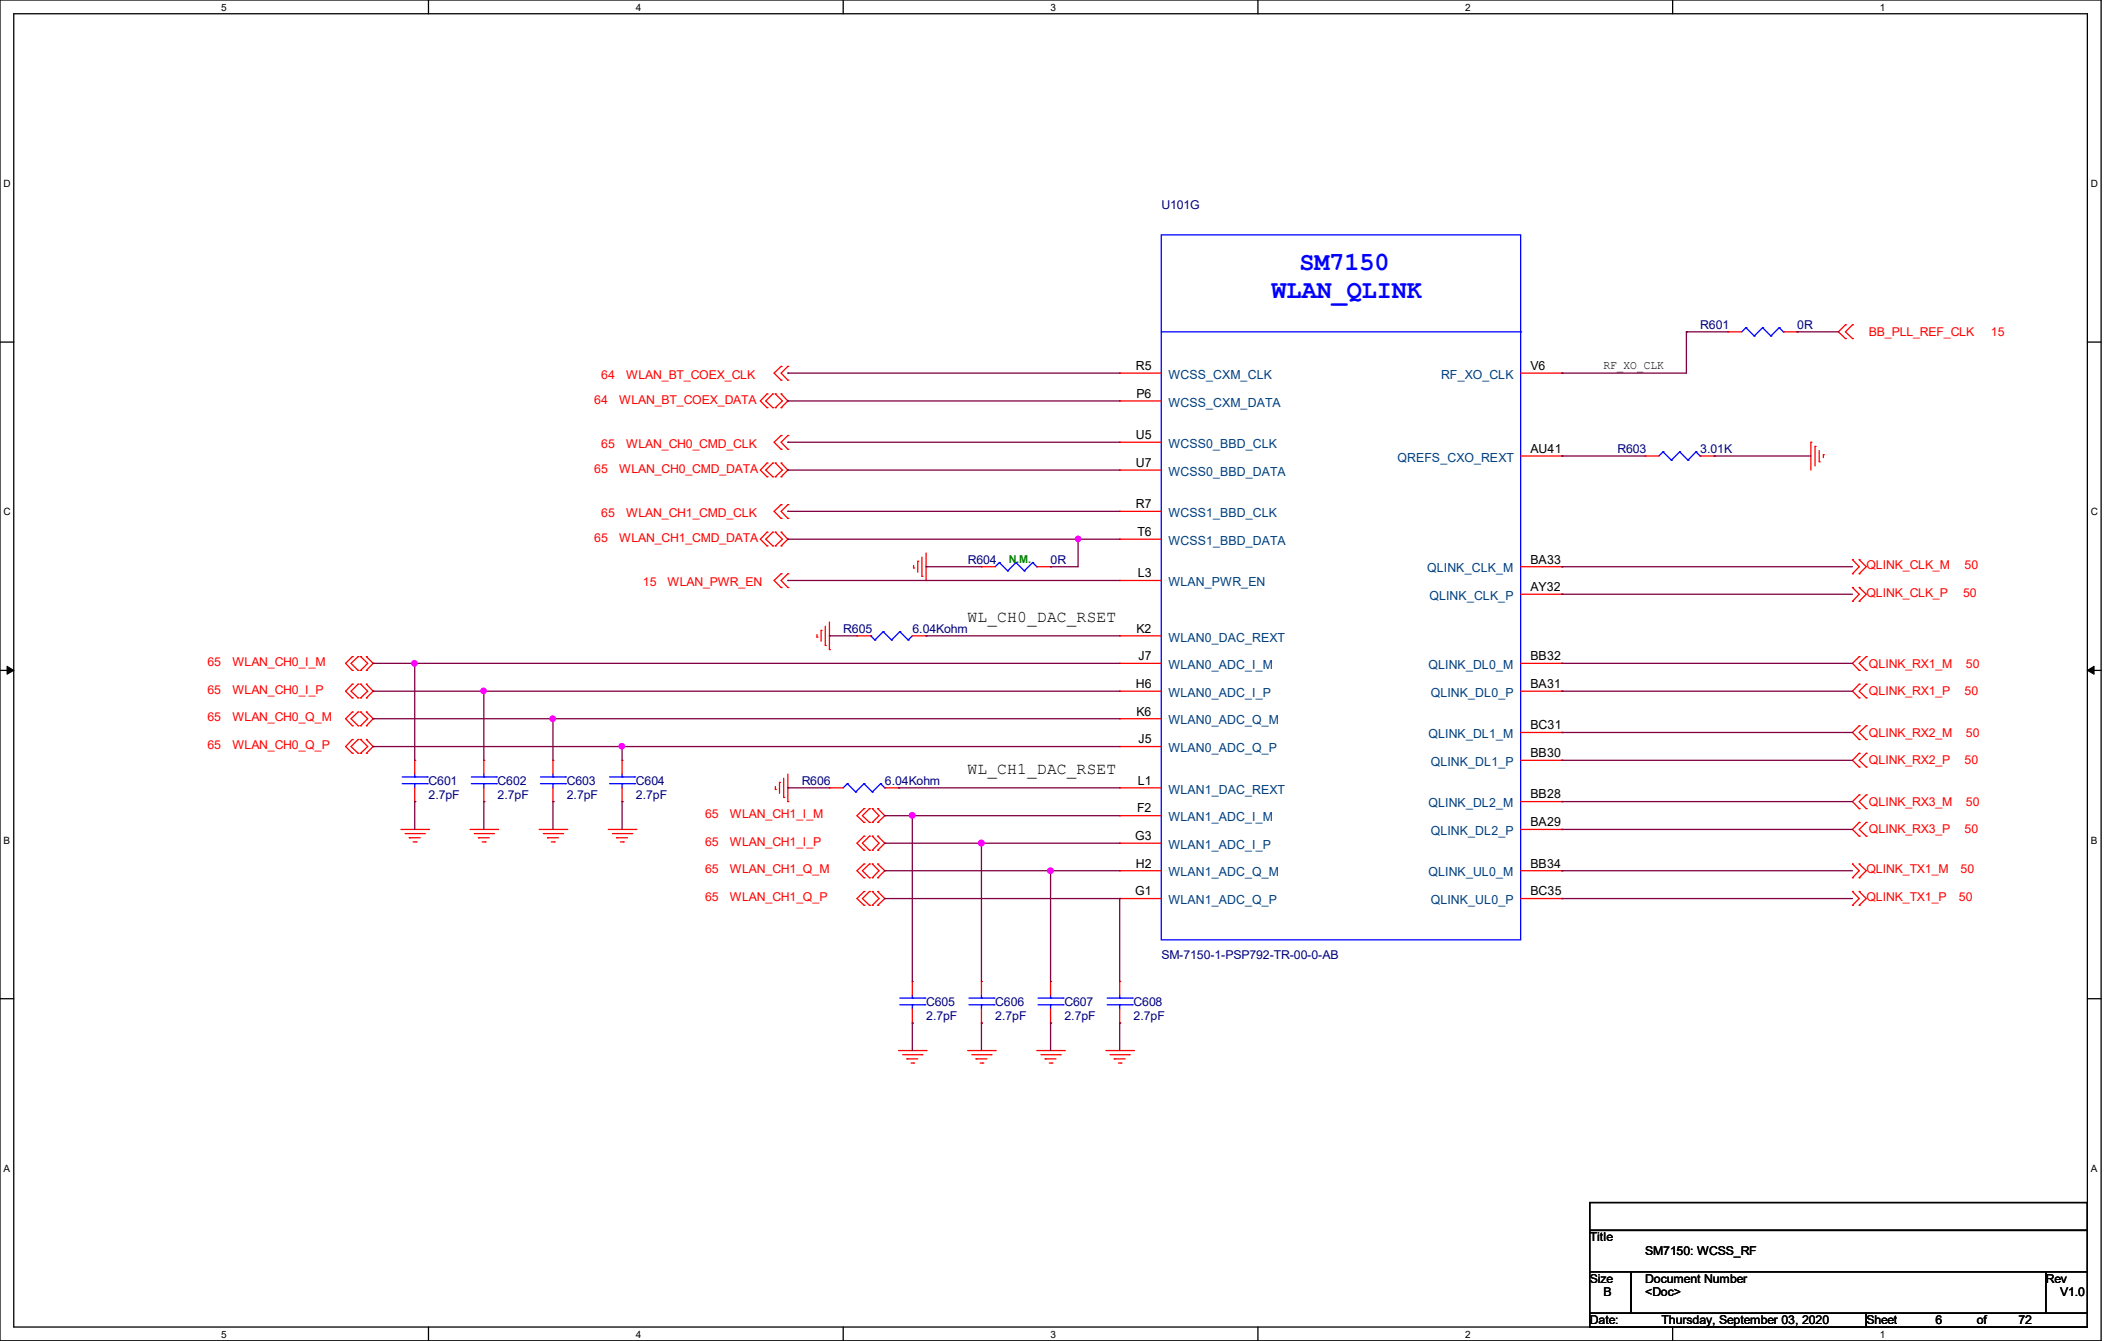 5 4 3 2 1
D D
C C
B B
A A
U101G
SM7150
WLAN_QLINK
64 WLAN_BT_COEX_CLK R5 WCSS_CXM_CLK
64 WLAN_BT_COEX_DATA P6 WCSS_CXM_DATA
65 WLAN_CH0_CMD_CLK U5 WCSS0_BBD_CLK
65 WLAN_CH0_CMD_DATA U7 WCSS0_BBD_DATA
65 WLAN_CH1_CMD_CLK R7 WCSS1_BBD_CLK
65 WLAN_CH1_CMD_DATA T6 WCSS1_BBD_DATA
R604 N.M. 0R
15 WLAN_PWR_EN L3 WLAN_PWR_EN
WL_CH0_DAC_RSET
R605 6.04Kohm K2 WLAN0_DAC_REXT
65 WLAN_CH0_I_M J7 WLAN0_ADC_I_M
65 WLAN_CH0_I_P H6 WLAN0_ADC_I_P
65 WLAN_CH0_Q_M K6 WLAN0_ADC_Q_M
65 WLAN_CH0_Q_P J5 WLAN0_ADC_Q_P
C601 C602 C603 C604
2.7pF 2.7pF 2.7pF 2.7pF
WL_CH1_DAC_RSET
R606 6.04Kohm L1 WLAN1_DAC_REXT
65 WLAN_CH1_I_M F2 WLAN1_ADC_I_M
65 WLAN_CH1_I_P G3 WLAN1_ADC_I_P
65 WLAN_CH1_Q_M H2 WLAN1_ADC_Q_M
65 WLAN_CH1_Q_P G1 WLAN1_ADC_Q_P
C605 C606 C607 C608
2.7pF 2.7pF 2.7pF 2.7pF
R601 0R BB_PLL_REF_CLK 15
RF_XO_CLK V6 RF_XO_CLK
QREFS_CXO_REXT AU41 R603 3.01K
QLINK_CLK_M BA33 QLINK_CLK_M 50
QLINK_CLK_P AY32 QLINK_CLK_P 50
QLINK_DL0_M BB32 QLINK_RX1_M 50
QLINK_DL0_P BA31 QLINK_RX1_P 50
QLINK_DL1_M BC31 QLINK_RX2_M 50
QLINK_DL1_P BB30 QLINK_RX2_P 50
QLINK_DL2_M BB28 QLINK_RX3_M 50
QLINK_DL2_P BA29 QLINK_RX3_P 50
QLINK_UL0_M BB34 QLINK_TX1_M 50
QLINK_UL0_P BC35 QLINK_TX1_P 50
SM-7150-1-PSP792-TR-00-0-AB
Title
SM7150: WCSS_RF
Size Document Number Rev
B <Doc> V1.0
Date: Thursday, September 03, 2020 Sheet 6 of 72
5 4 3 2 1